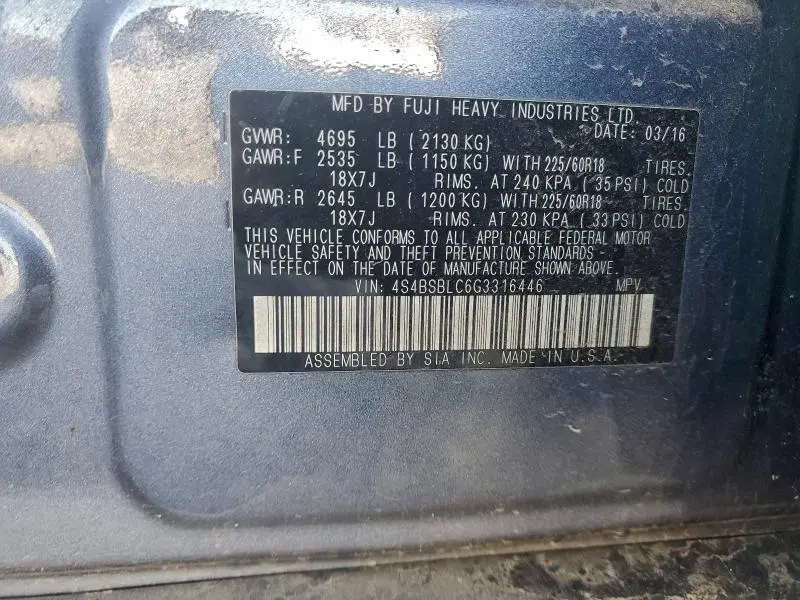 MFD BY FUJI HEAVY INDUSTRIES LTD.
DATE: 03/16
GVWR: 4695 LB ( 2130 KG)
GAWR:F 2535 LB ( 1150 KG) WITH 225/60R18 TIRES.
18X7J RIMS. AT 240 KPA ( 35 PSI) COLD
GAWR:R 2645 LB ( 1200 KG) WITH 225/60R18 TIRES.
18X7J RIMS. AT 230 KPA ( 33 PSI) COLD
THIS VEHICLE CONFORMS TO ALL APPLICABLE FEDERAL MOTOR
VEHICLE SAFETY AND THEFT PREVENTION STANDARDS
IN EFFECT ON THE DATE OF MANUFACTURE SHOWN ABOVE.
VIN: 4S4BSBLC6G3316446 MPV
ASSEMBLED BY SIA INC. MADE IN U.S.A.